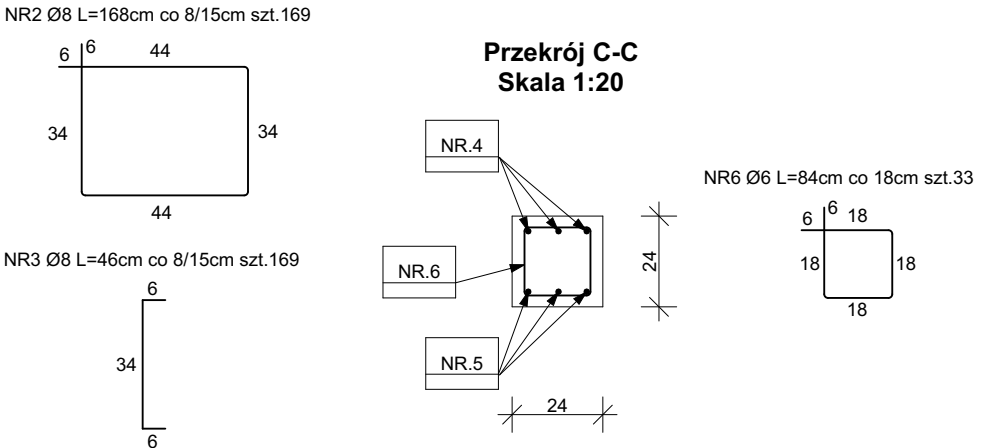 NR2 Ø8 L=168cm co 8/15cm szt.169
6
6
44
34
34
44
NR3 Ø8 L=46cm co 8/15cm szt.169
6
34
6
Przekrój C-C
Skala 1:20
NR.4
NR.6
NR.5
24
24
NR6 Ø6 L=84cm co 18cm szt.33
6
6
18
18
18
18